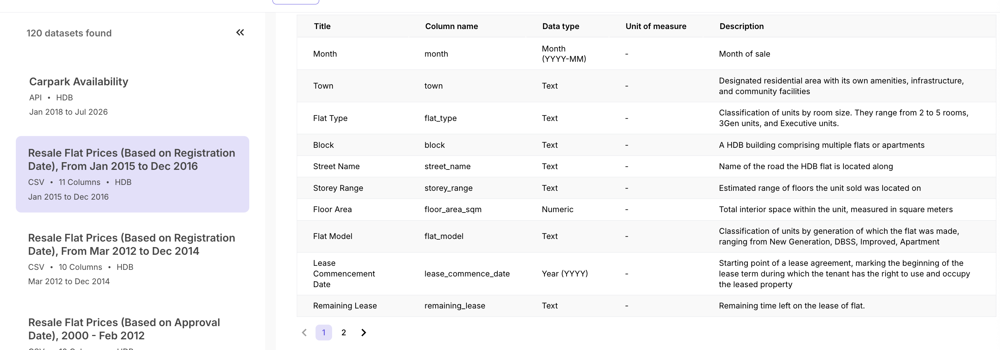 120 datasets found
Carpark Availability
API • HDB
Jan 2018 to Jul 2026
Resale Flat Prices (Based on Registration
Date), From Jan 2015 to Dec 2016
CSV • 11 Columns • HDB
Jan 2015 to Dec 2016
Resale Flat Prices (Based on Registration
Date), From Mar 2012 to Dec 2014
CSV • 10 Columns • HDB
Mar 2012 to Dec 2014
Resale Flat Prices (Based on Approval
Date), 2000 - Feb 2012
Title Column name Data type Unit of measure Description
Month month Month (YYYY-MM) - Month of sale
Town town Text - Designated residential area with its own amenities, infrastructure,
and community facilities
Flat Type flat_type Text - Classification of units by room size. They range from 2 to 5 rooms,
3Gen units, and Executive units.
Block block Text - A HDB building comprising multiple flats or apartments
Street Name street_name Text - Name of the road the HDB flat is located along
Storey Range storey_range Text - Estimated range of floors the unit sold was located on
Floor Area floor_area_sqm Numeric - Total interior space within the unit, measured in square meters
Flat Model flat_model Text - Classification of units by generation of which the flat was made,
ranging from New Generation, DBSS, Improved, Apartment
Lease Commencement Date lease_commence_date Year (YYYY) - Starting point of a lease agreement, marking the beginning of the
lease term during which the tenant has the right to use and occupy
the leased property
Remaining Lease remaining_lease Text - Remaining time left on the lease of flat.
1 2